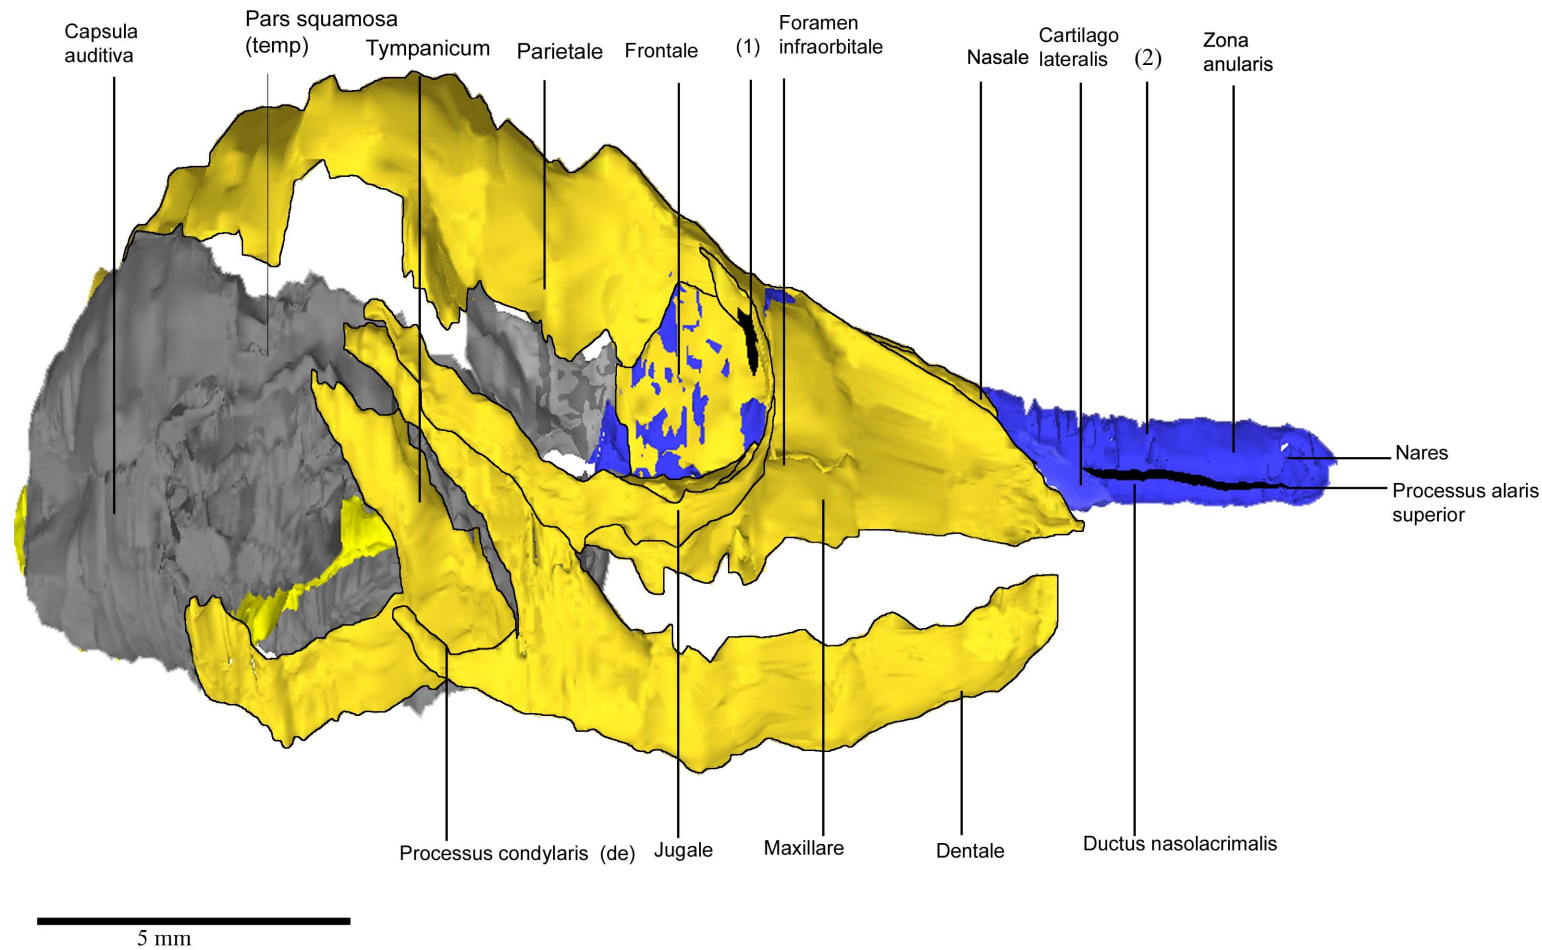 Capsula
auditiva
Pars squamosa
(temp)
Tympanicum
Parietale
Frontale
(1)
Foramen
infraorbitale
Nasale
Cartilago
lateralis
(2)
Zona
anularis
Nares
Processus alaris
superior
Processus condylaris (de)
Jugale
Maxillare
Dentale
Ductus nasolacrimalis
5 mm